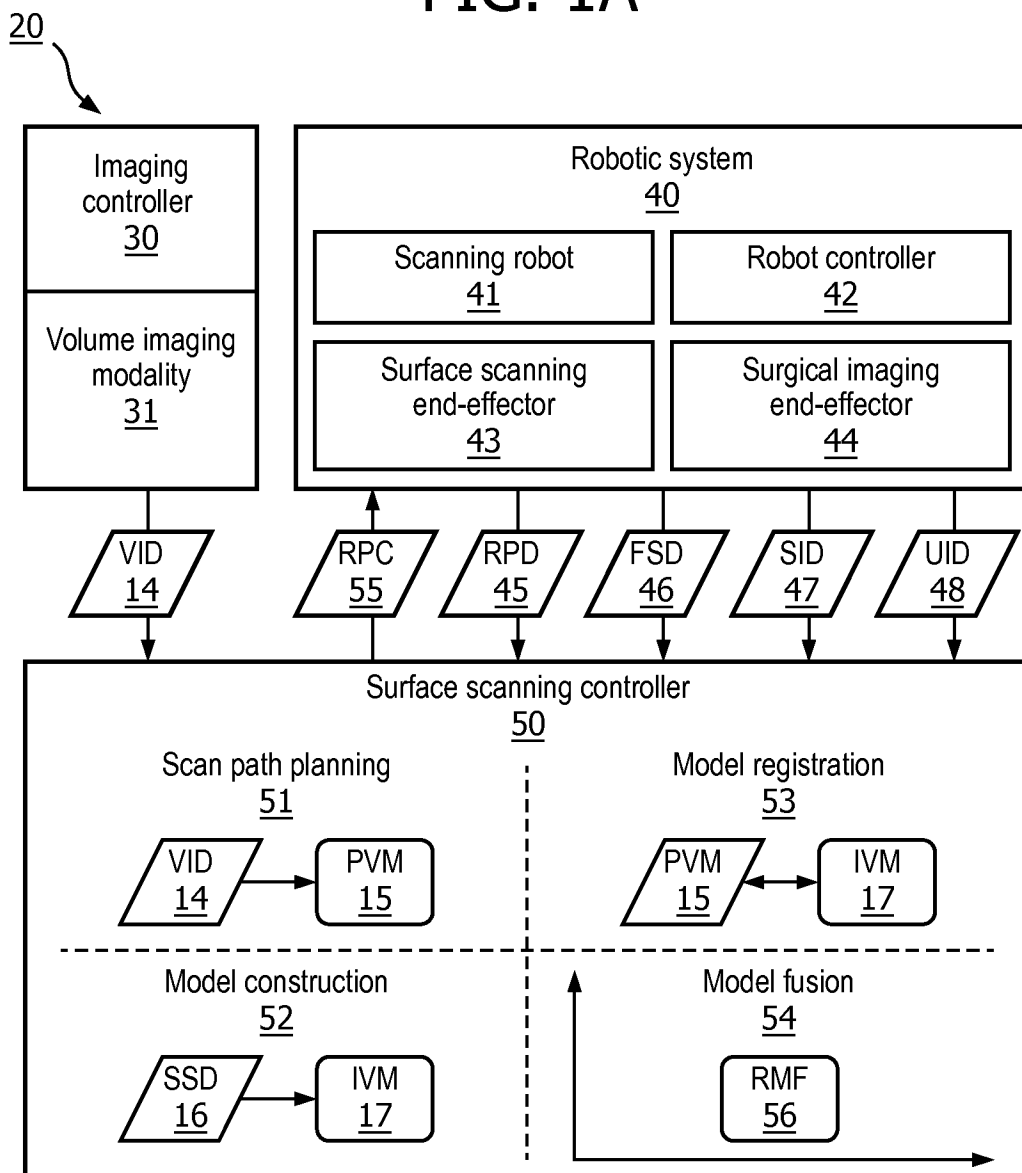 FIG. 1A
20
Imaging
controller
30
Volume imaging
modality
31
Robotic system
40
Scanning robot
41
Robot controller
42
Surface scanning
end-effector
43
Surgical imaging
end-effector
44
VID
14
RPC
55
RPD
45
FSD
46
SID
47
UID
48
Surface scanning controller
50
Scan path planning
51
VID
14
PVM
15
Model registration
53
PVM
15
IVM
17
Model construction
52
SSD
16
IVM
17
Model fusion
54
RMF
56